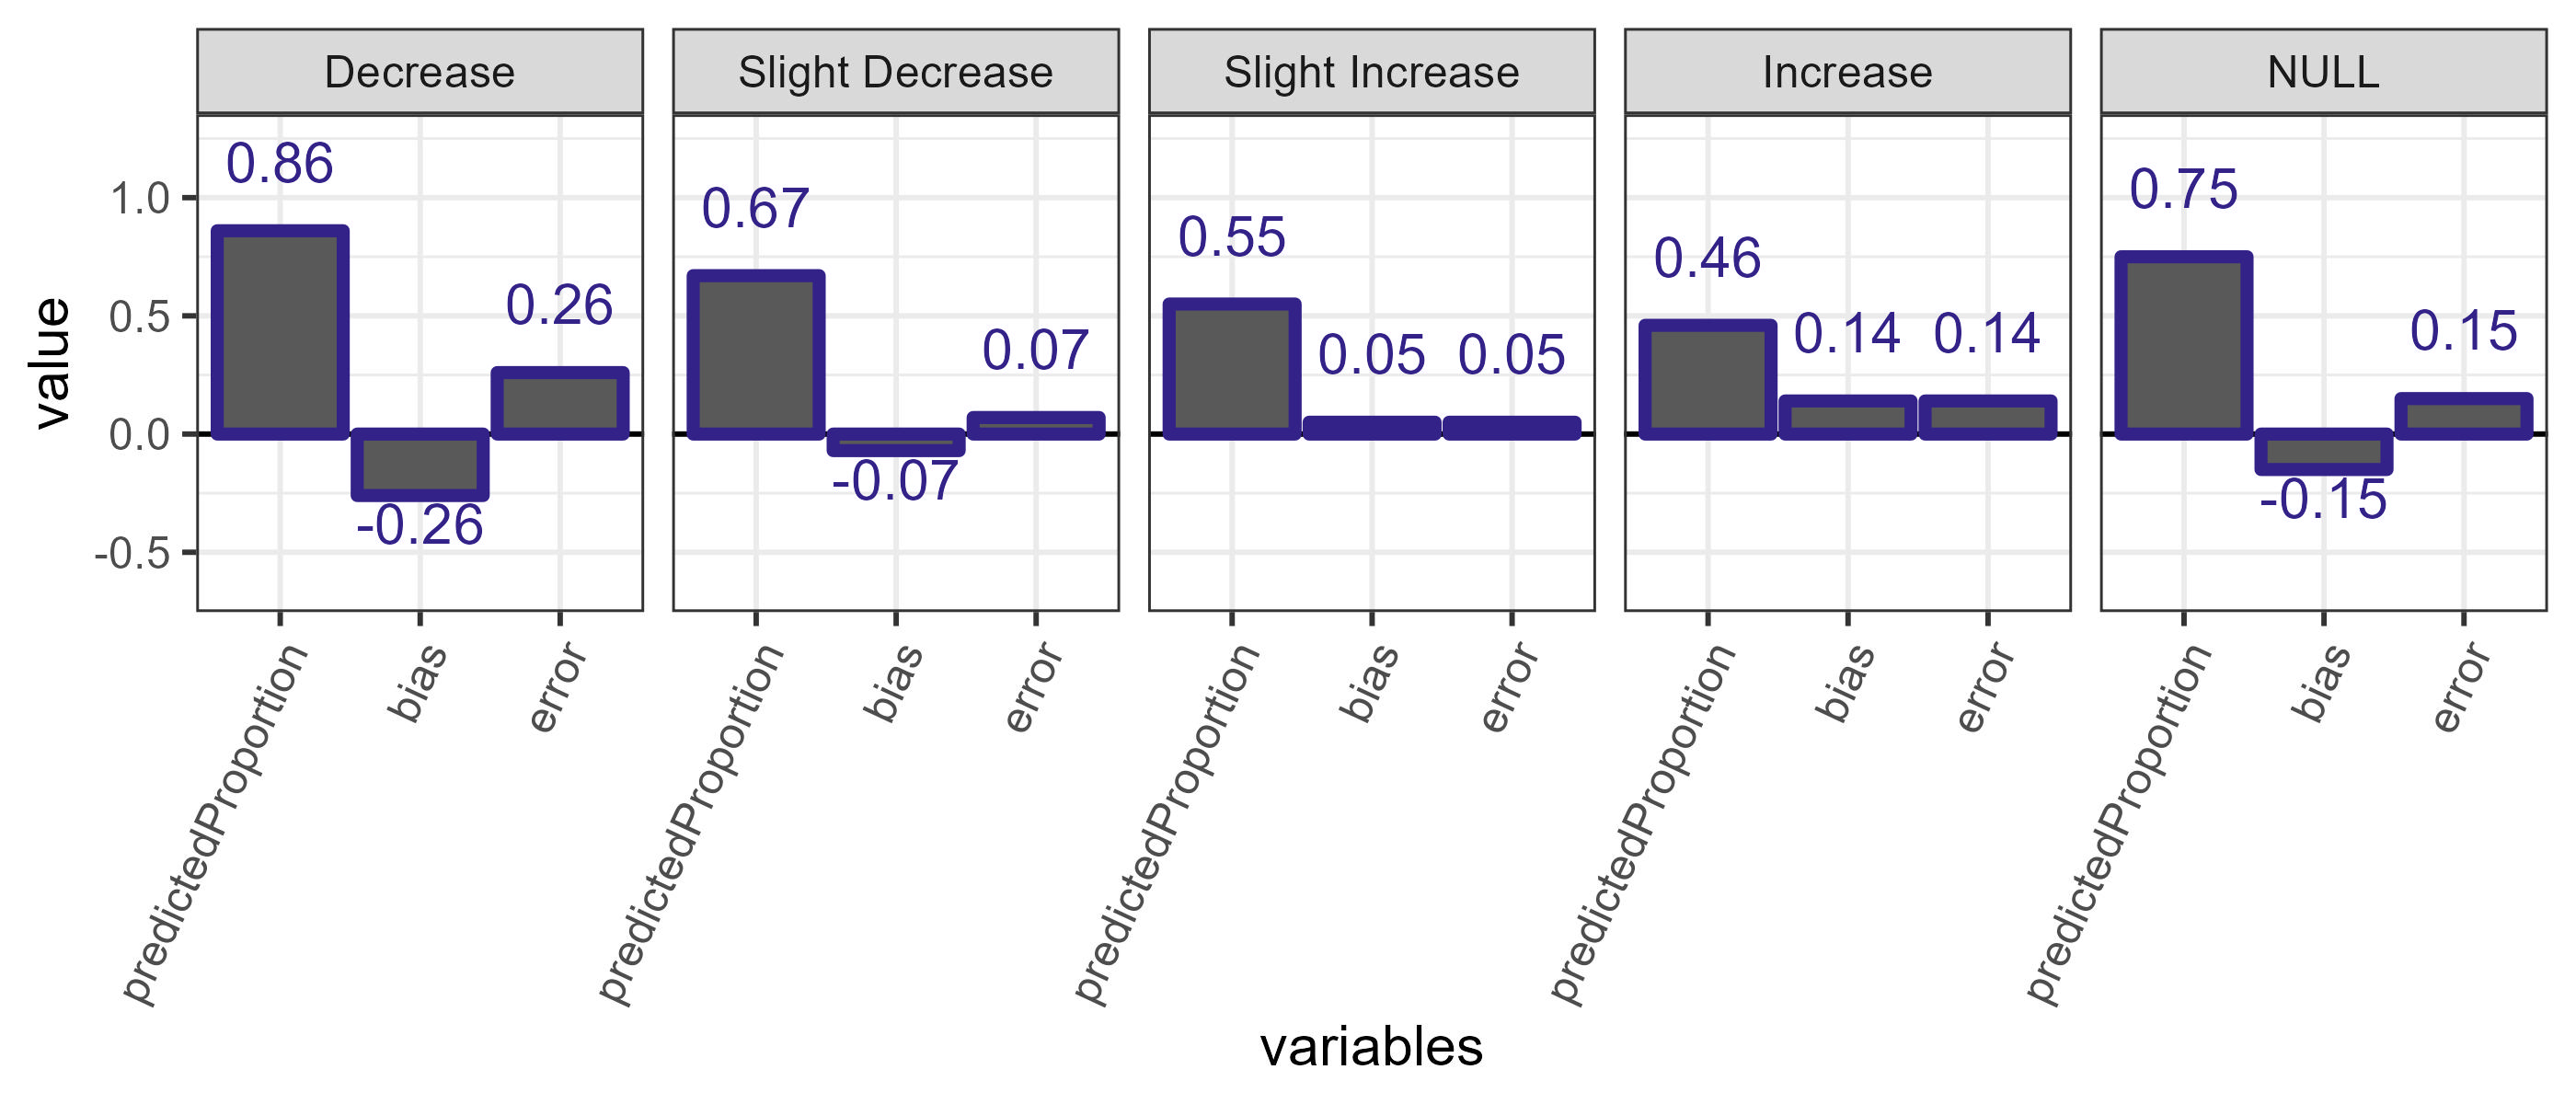 Decrease
Slight Decrease
Slight Increase
Increase
NULL
value
1.0
0.5
0.0
-0.5
0.86
-0.26
0.26
0.67
-0.07
0.07
0.55
0.05
0.05
0.46
0.14
0.14
0.75
-0.15
0.15
predictedProportion
bias
error
predictedProportion
bias
error
predictedProportion
bias
error
predictedProportion
bias
error
predictedProportion
bias
error
variables